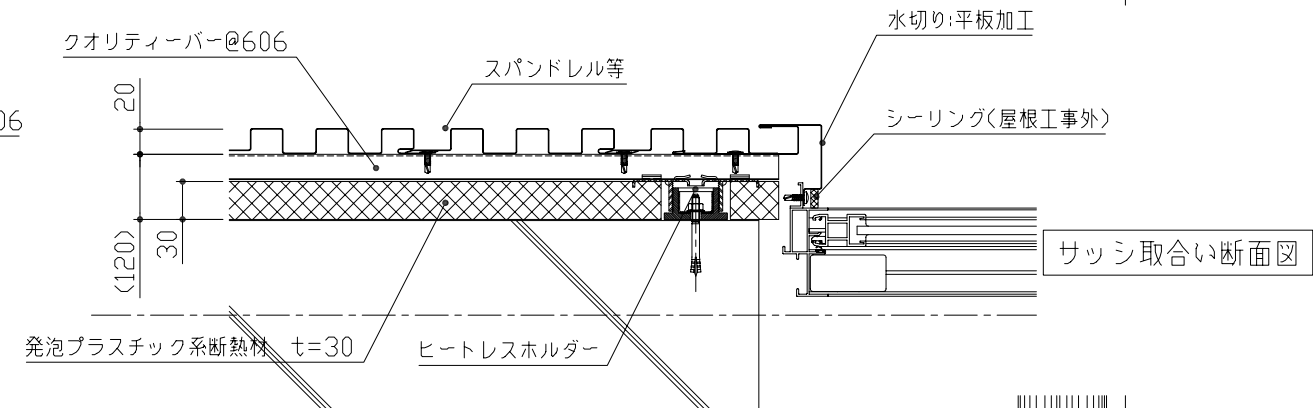 水切り:平板加工
クオリティーバー@606
スパンドレル等
20
06
シーリング(屋根工事外)
(120)
30
サッシ取合い断面図
発泡プラスチック系断熱材 t=30
ヒートレスホルダー